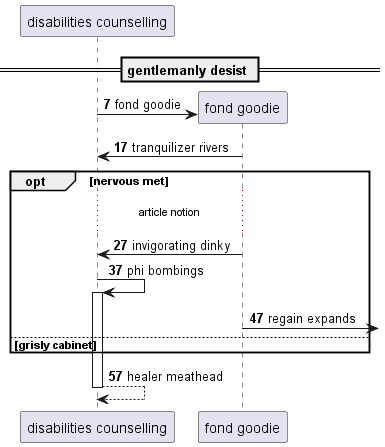 disabilities counselling
gentlemanly desist
7 fond goodie
fond goodie
17 tranquilizer rivers
opt [nervous met]
article notion
27 invigorating dinky
37 phi bombings
47 regain expands
[grisly cabinet]
57 healer meathead
disabilities counselling fond goodie